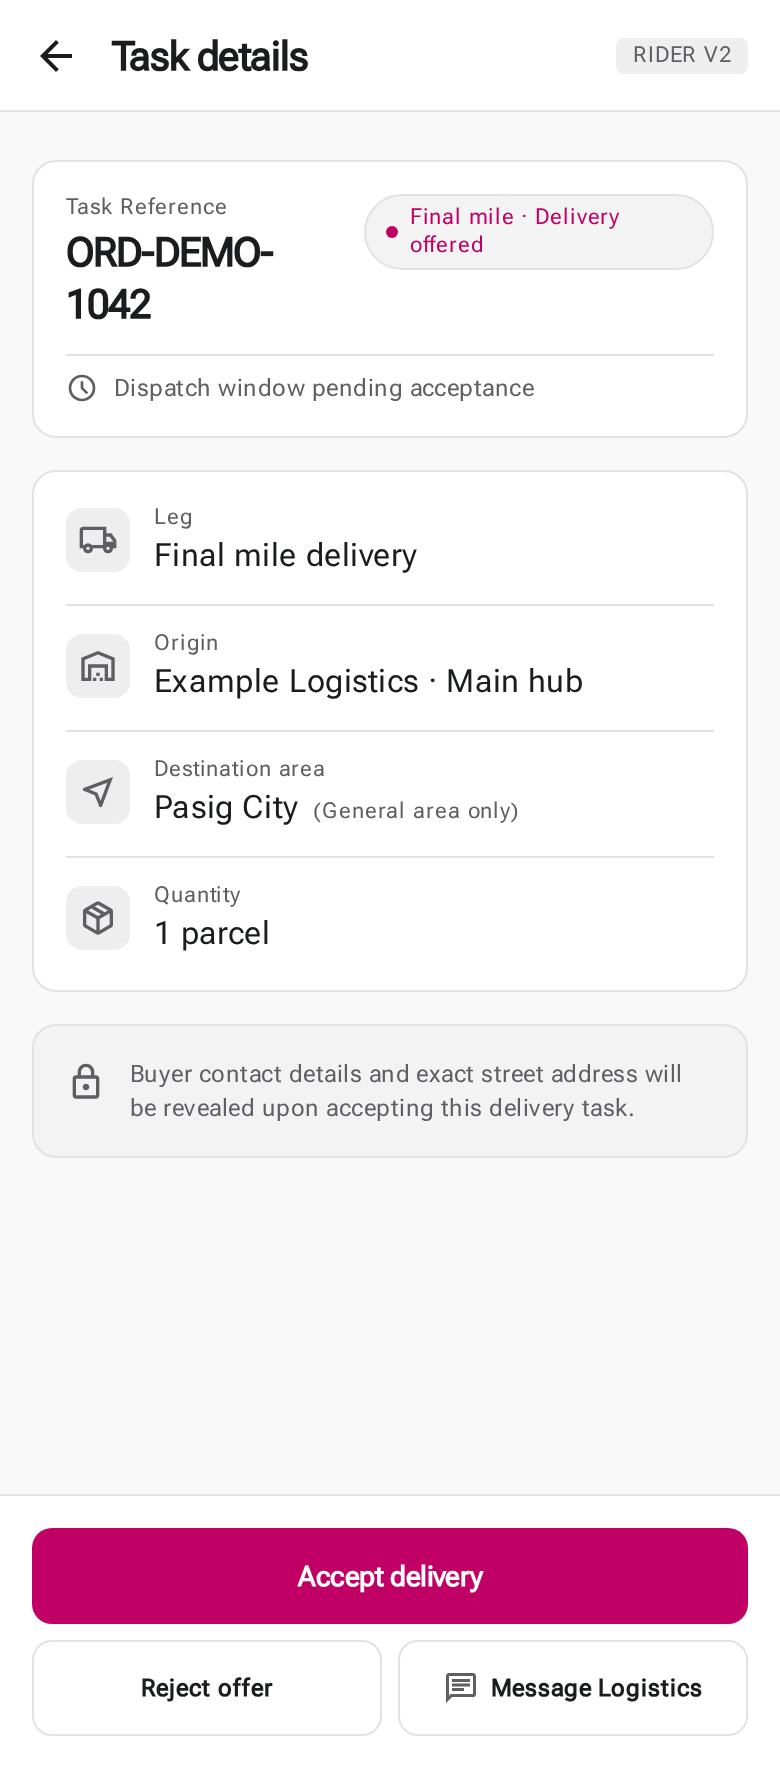 Task details
RIDER V2
Task Reference
ORD-DEMO-
1042
Final mile · Delivery
offered
Dispatch window pending acceptance
Leg
Final mile delivery
Origin
Example Logistics · Main hub
Destination area
Pasig City (General area only)
Quantity
1 parcel
Buyer contact details and exact street address will
be revealed upon accepting this delivery task.
Accept delivery
Reject offer
Message Logistics